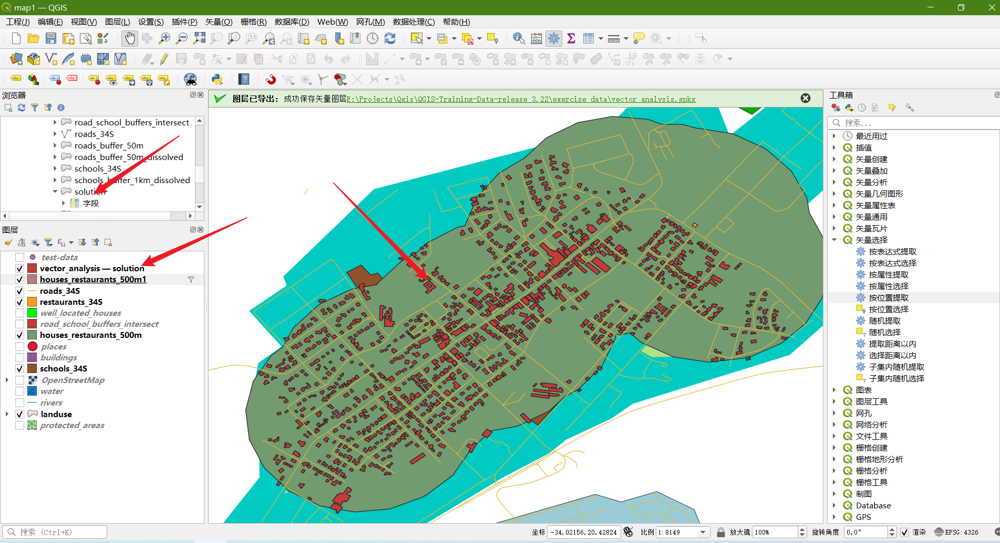 map1 — QGIS
工程(J) 编辑(E) 视图(V) 图层(L) 设置(S) 插件(P) 矢量(O) 栅格(R) 数据库(D) Web(W) 网孔(M) 数据处理(C) 帮助(H)
浏览器
road_school_buffers_intersect
roads_34S
roads_buffer_50m
roads_buffer_50m_dissolved
schools_34S
schools_buffer_1km_dissolved
solution
字段
图层
test-data
vector_analysis — solution
houses_restaurants_500m1
roads_34S
restaurants_34S
well_located_houses
road_school_buffers_intersect
houses_restaurants_500m
places
buildings
schools_34S
OpenStreetMap
water
rivers
landuse
protected_areas
图层已导出：成功保存矢量图层E:\Projects\Qgis\QGIS-Training-Data-release_3.22\exercise_data\vector_analysis.gpkg
工具箱
搜索...
最近用过
插值
矢量创建
矢量叠加
矢量分析
矢量几何图形
矢量属性表
矢量通用
矢量瓦片
矢量选择
按表达式提取
按表达式选择
按属性提取
按属性选择
按位置提取
按位置选择
随机提取
随机选择
提取距离以内
选择距离以内
子集内随机提取
子集内随机选择
图表
图层工具
网孔
网络分析
文件工具
栅格创建
栅格地形分析
栅格分析
栅格工具
制图
Database
GPS
搜索 (Ctrl+K)
坐标 -34.02156,20.42824 比例 1:8149 放大镜 100% 旋转角度 0.0° 渲染 EPSG:4326